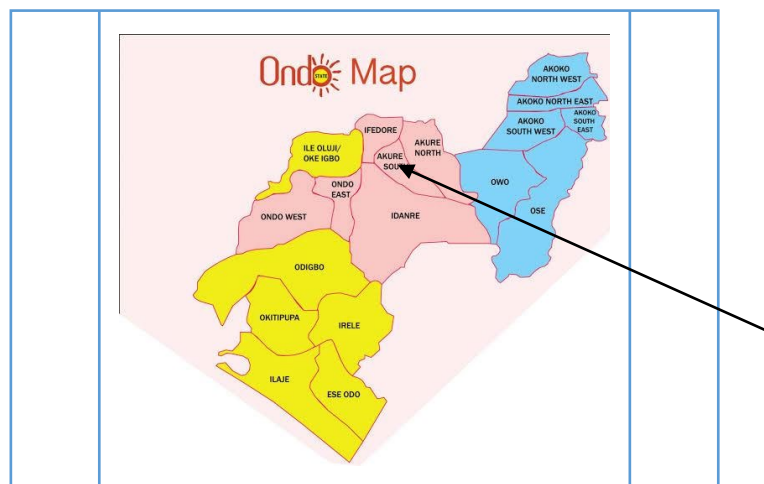 Ondo STATE Map
AKOKO
NORTH WEST
AKOKO NORTH EAST
AKOKO
SOUTH WEST
AKOKO
SOUTH
EAST
IFEDORE
AKURE
NORTH
ILE OLUJI/
OKE IGBO
AKURE
SOUTH
OWO
ONDO
EAST
OSE
ONDO WEST
IDANRE
ODIGBO
OKITIPUPA
IRELE
ILAJE
ESE ODO